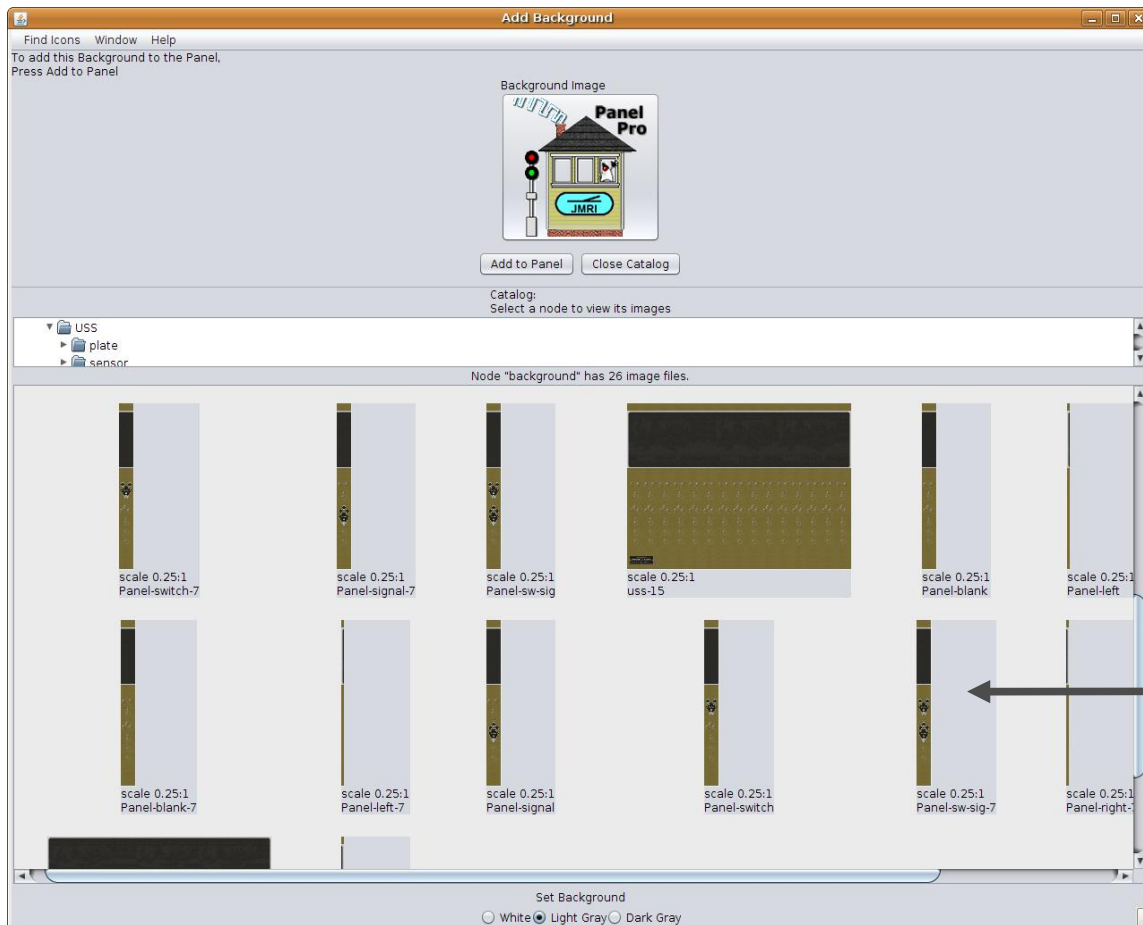 Add Background
Find Icons Window Help
To add this Background to the Panel,
Press Add to Panel
Background Image
Panel
Pro
JMRI
Add to Panel Close Catalog
Catalog:
Select a node to view its images
USS
plate
sensor
Node "background" has 26 image files.
scale 0.25:1 scale 0.25:1 scale 0.25:1 scale 0.25:1 scale 0.25:1 scale 0.25:1
Panel-switch-7 Panel-signal-7 Panel-sw-sig uss-15 Panel-blank Panel-left
scale 0.25:1 scale 0.25:1 scale 0.25:1 scale 0.25:1 scale 0.25:1 scale 0.25:1
Panel-blank-7 Panel-left-7 Panel-signal Panel-switch Panel-sw-sig-7 Panel-right-7
Set Background
White Light Gray Dark Gray